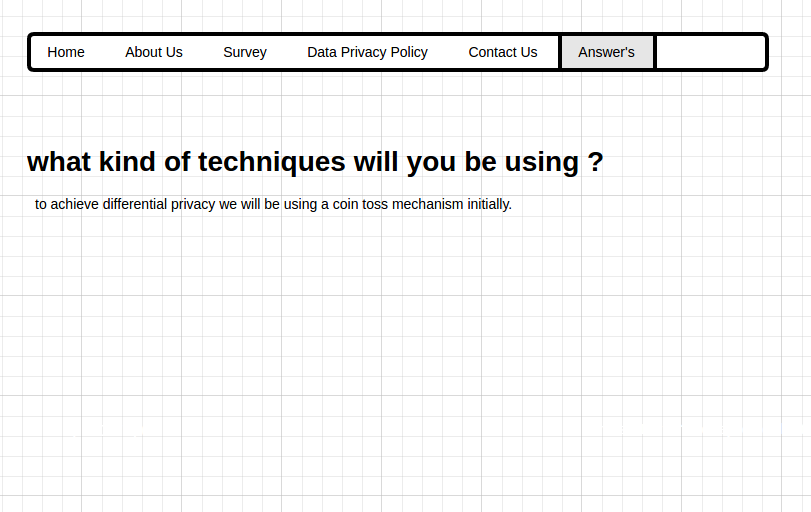 Home About Us Survey Data Privacy Policy Contact Us Answer's
what kind of techniques will you be using ?
to achieve differential privacy we will be using a coin toss mechanism initially.